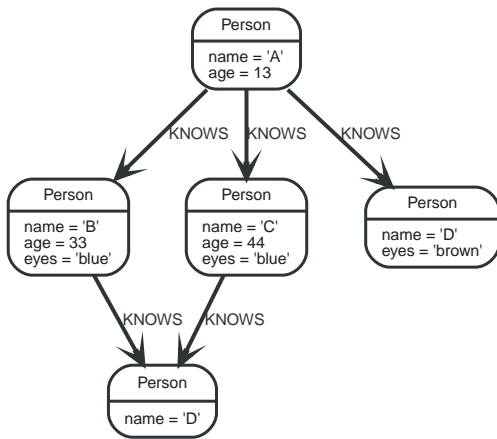 Person
name = 'A'
age = 13
KNOWS
KNOWS
KNOWS
Person
name = 'B'
age = 33
eyes = 'blue'
Person
name = 'C'
age = 44
eyes = 'blue'
Person
name = 'D'
eyes = 'brown'
KNOWS
KNOWS
Person
name = 'D'